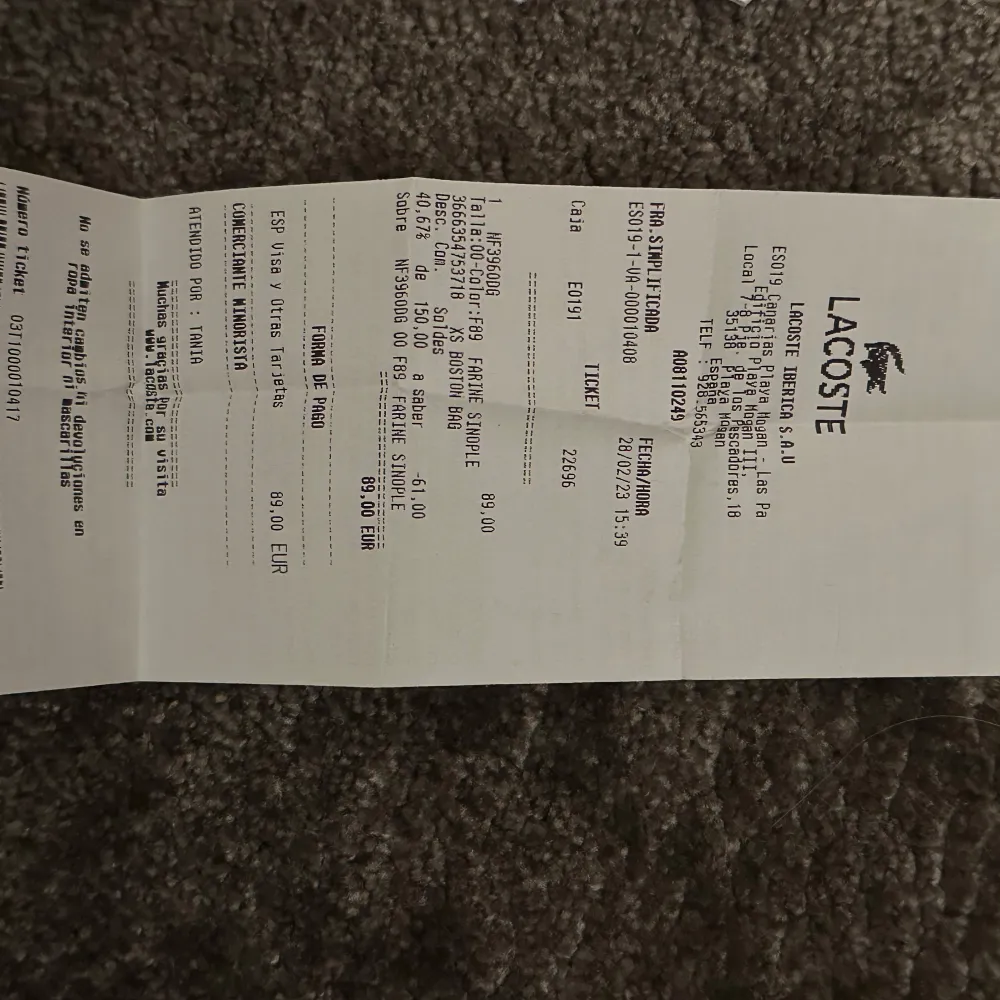 LACOSTE
LACOSTE IBERICA S.A.U
ES019 Canarias Playa Mogan - Las Pa
Edificio Playa Mogan III,
Local 7-8 P de. de los Pescadores,18
35138 Playa Mogan
España
TELF : 928 565343
A08110249
FRA.SIMPLIFICADA FECHA/HORA
ES019-1-VA-000010408 28/02/23 15:39
Caja E0191 TICKET 22696
1 NF3960DG 89,00
Talla:00-Color:F89 FARINE SINOPLE
3666354753718 XS BOSTON BAG
Desc. Com. Soldes
40,67% de 150,00 a saber -61,00
Sobre NF3960DG 00 F89 FARINE SINOPLE
89,00 EUR
FORMA DE PAGO
ESP Visa y Otras Tarjetas 89,00 EUR
COMERCIANTE MINORISTA
ATENDIDO POR : TANIA
Muchas gracias Por su visita
www.lacoste.com
No se admiten cambios ni devoluciones en
ropa interior ni mascarillas
Número ticket 03T1000010417